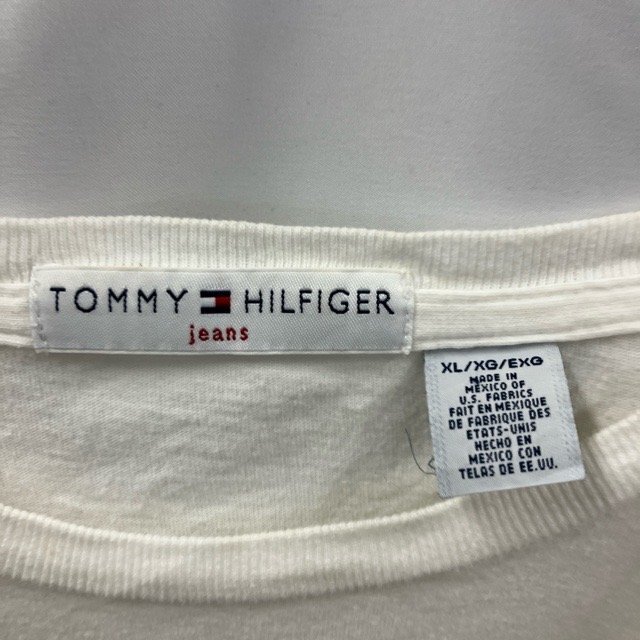 TOMMY HILFIGER
jeans
XL/XG/EXG
MADE IN
MEXICO OF
U.S. FABRICS
FAIT EN MEXIQUE
DE FABRIQUE DES
ETATS-UNIS
HECHO EN
MEXICO CON
TELAS DE EE.UU.